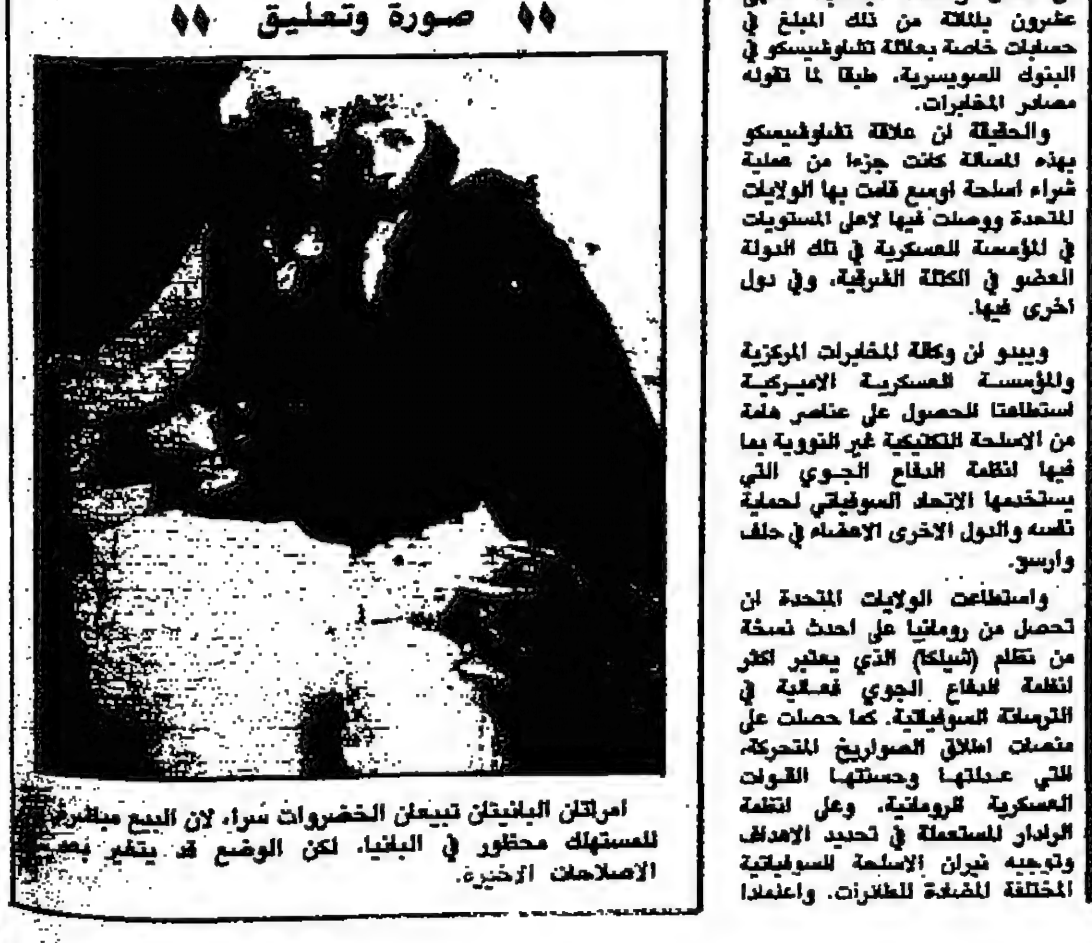 صورة وتعليق
امرأتان البانيتان تبيعان الخضروات سرا، لان البيع مباشرة
للمستهلك محظور في البانيا، لكن الوضع قد يتغير بعد
الاصلاحات الاخيرة.
عشرون بالمائة من تلك المبلغ في
حسابات خاصة بعائلة تشاوشيسكو في
البنوك السويسرية، طبقا لما تقوله
مصادر المخابرات.
والحقيقة ان علاقة تشاوشيسكو
بهذه المسالة كانت جزءا من عملية
شراء اسلحة اوسع قامت بها الولايات
المتحدة ووصلت فيها لاعلى المستويات
في المؤسسة العسكرية في تلك الدولة
العضو في الكتلة الشرقية، وفي دول
اخرى فيها.
ويبدو ان وكالة المخابرات المركزية
والمؤسسة العسكرية الاميركية
استطاعتا الحصول على عناصر هامة
من الاسلحة التكتيكية غير النووية بما
فيها انظمة الدفاع الجوي التي
يستخدمها الاتحاد السوفياتي لحماية
نفسه والدول الاخرى الاعضاء في حلف
وارسو.
واستطاعت الولايات المتحدة ان
تحصل من رومانيا على احدث نسخة
من نظام (شيلكا) الذي يعتبر اكثر
انظمة الدفاع الجوي فعالية في
الترسانة السوفياتية. كما حصلت على
منصات اطلاق الصواريخ المتحركة،
التي عدلتها وحسنتها القوات
العسكرية الرومانية، وعلى انظمة
الرادار المستعملة في تحديد الاهداف
وتوجيه نيران الاسلحة السوفياتية
المختلفة المضادة للطائرات. واعتمادا